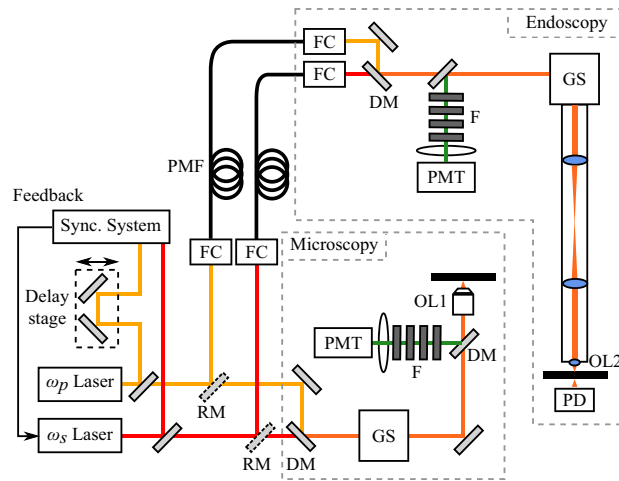 Endoscopy
FC
FC
DM
GS
F
PMT
PMF
Feedback
Sync. System
FC
FC
Microscopy
Delay
stage
OL1
PMT
F
DM
OL2
PD
ωp Laser
RM
ωs Laser
RM
DM
GS